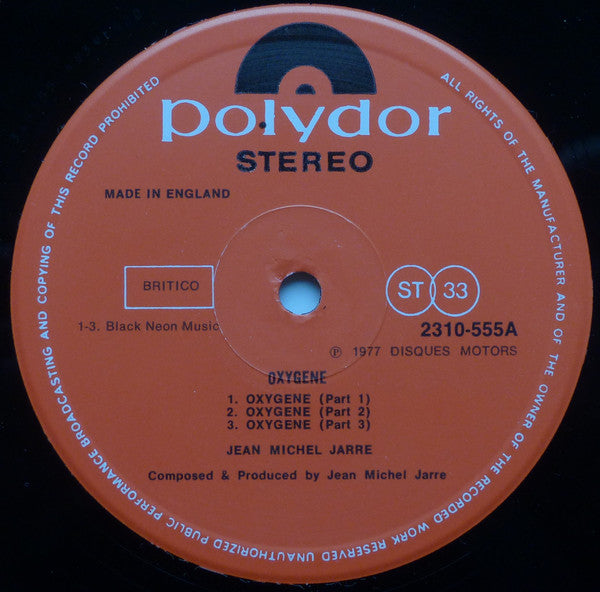 polydor
STEREO
MADE IN ENGLAND
BRITICO
ST 33
1-3. Black Neon Music
2310-555A
℗ 1977 DISQUES MOTORS
OXYGENE
1. OXYGENE (Part 1)
2. OXYGENE (Part 2)
3. OXYGENE (Part 3)
JEAN MICHEL JARRE
Composed & Produced by Jean Michel Jarre
ALL RIGHTS OF THE MANUFACTURER AND OF THE OWNER OF THE RECORDED WORK RESERVED UNAUTHORIZED PUBLIC PERFORMANCE BROADCASTING AND COPYING OF THIS RECORD PROHIBITED